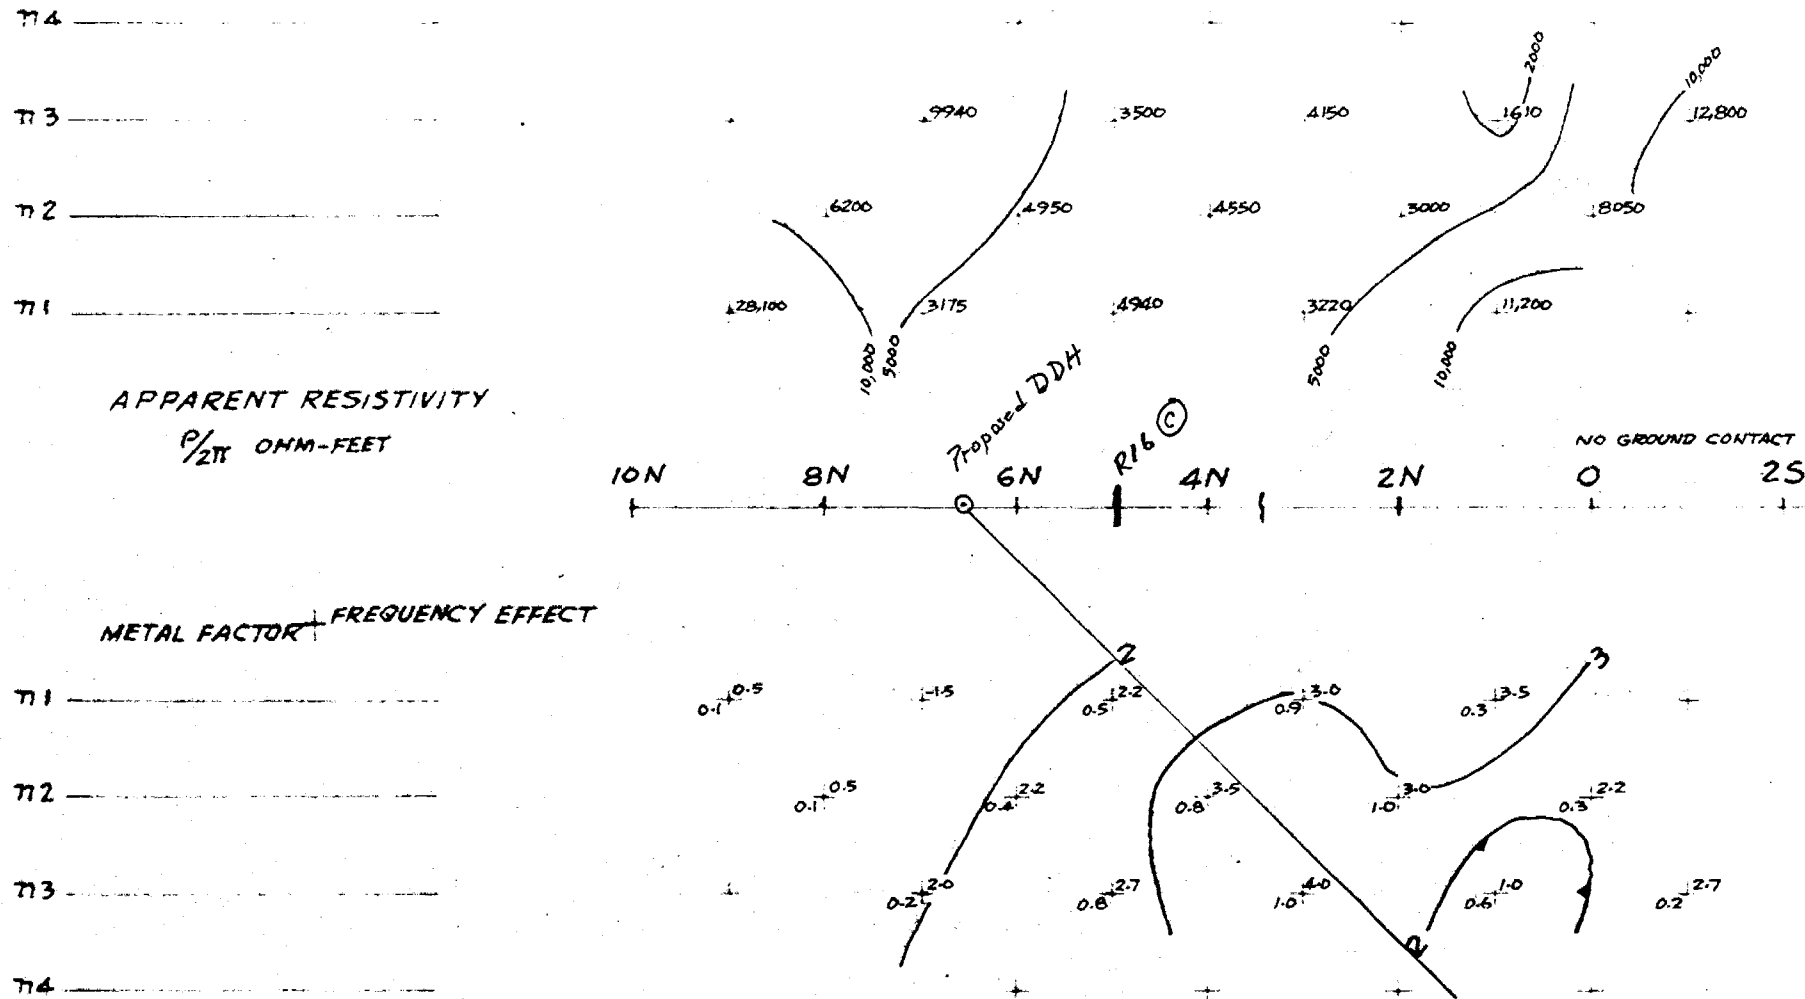 n4
2000
10,000
n3 9940 3500 4150 1610 12,800
n2 6200 4950 4550 3000 8050
n1 28,100 3175 4940 3220 11,200
10,000 5000 5000 10,000
APPARENT RESISTIVITY
ρ/2π OHM-FEET
Proposed DDH
R16 ©
NO GROUND CONTACT
10N 8N 6N 4N 2N 0 2S
METAL FACTOR + FREQUENCY EFFECT
2 3
n1 0.1 0.5 -1.5 0.5 2.2 0.9 3.0 0.3 3.5
n2 0.1 0.5 0.4 2.2 0.8 3.5 1.0 3.0 0.3 2.2
n3 0.2 2.0 0.8 2.7 1.0 4.0 0.6 1.0 0.2 2.7
2
n4